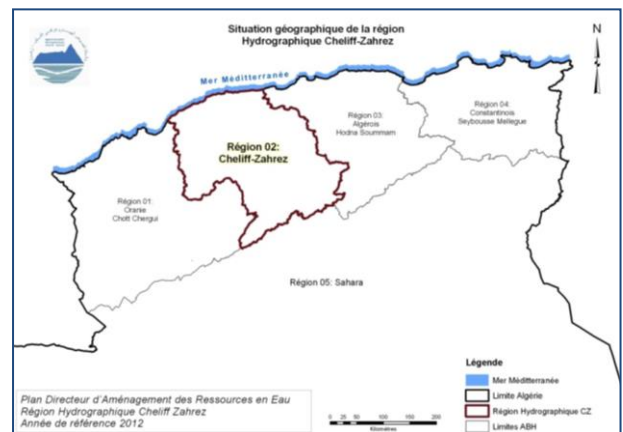 Situation géographique de la région
Hydrographique Cheliff-Zahrez
N
Mer Méditerranée
Région 04:
Constantinois
Seybousse Mellegue
Région 03:
Algérois
Hodna Soummam
Région 02:
Cheliff-Zahrez
Région 01:
Oranie
Chott Chergui
Région 05: Sahara
Légende
Mer Méditerranée
Limite Algérie
Région Hydrographique CZ
Limites ABH
Plan Directeur d'Aménagement des Ressources en Eau
Région Hydrographique Cheliff Zahrez
Année de référence 2012
0 25 50 100 150 200
Kilomètres